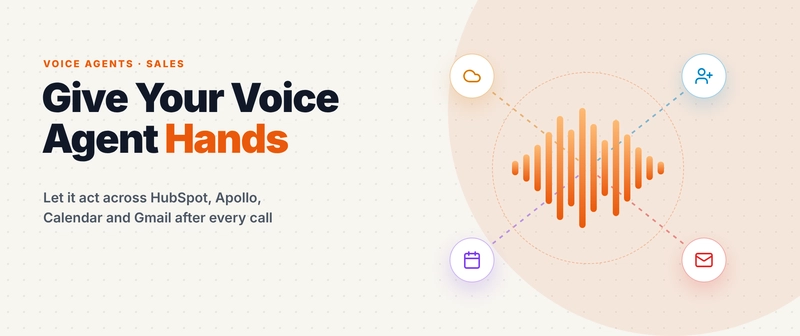 VOICE AGENTS · SALES
Give Your Voice
Agent Hands
Let it act across HubSpot, Apollo,
Calendar and Gmail after every call